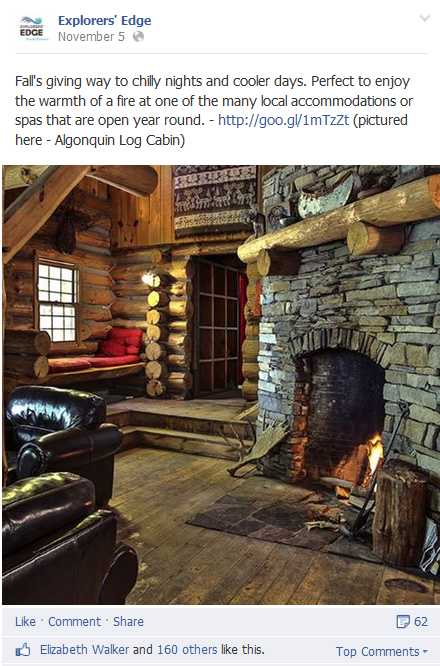 EXPLORERS'
EDGE
Explorers' Edge
November 5
Fall's giving way to chilly nights and cooler days. Perfect to enjoy
the warmth of a fire at one of the many local accommodations or
spas that are open year round. - http://goo.gl/1mTzZt (pictured
here - Algonquin Log Cabin)
Like · Comment · Share
62
Elizabeth Walker and 160 others like this.
Top Comments